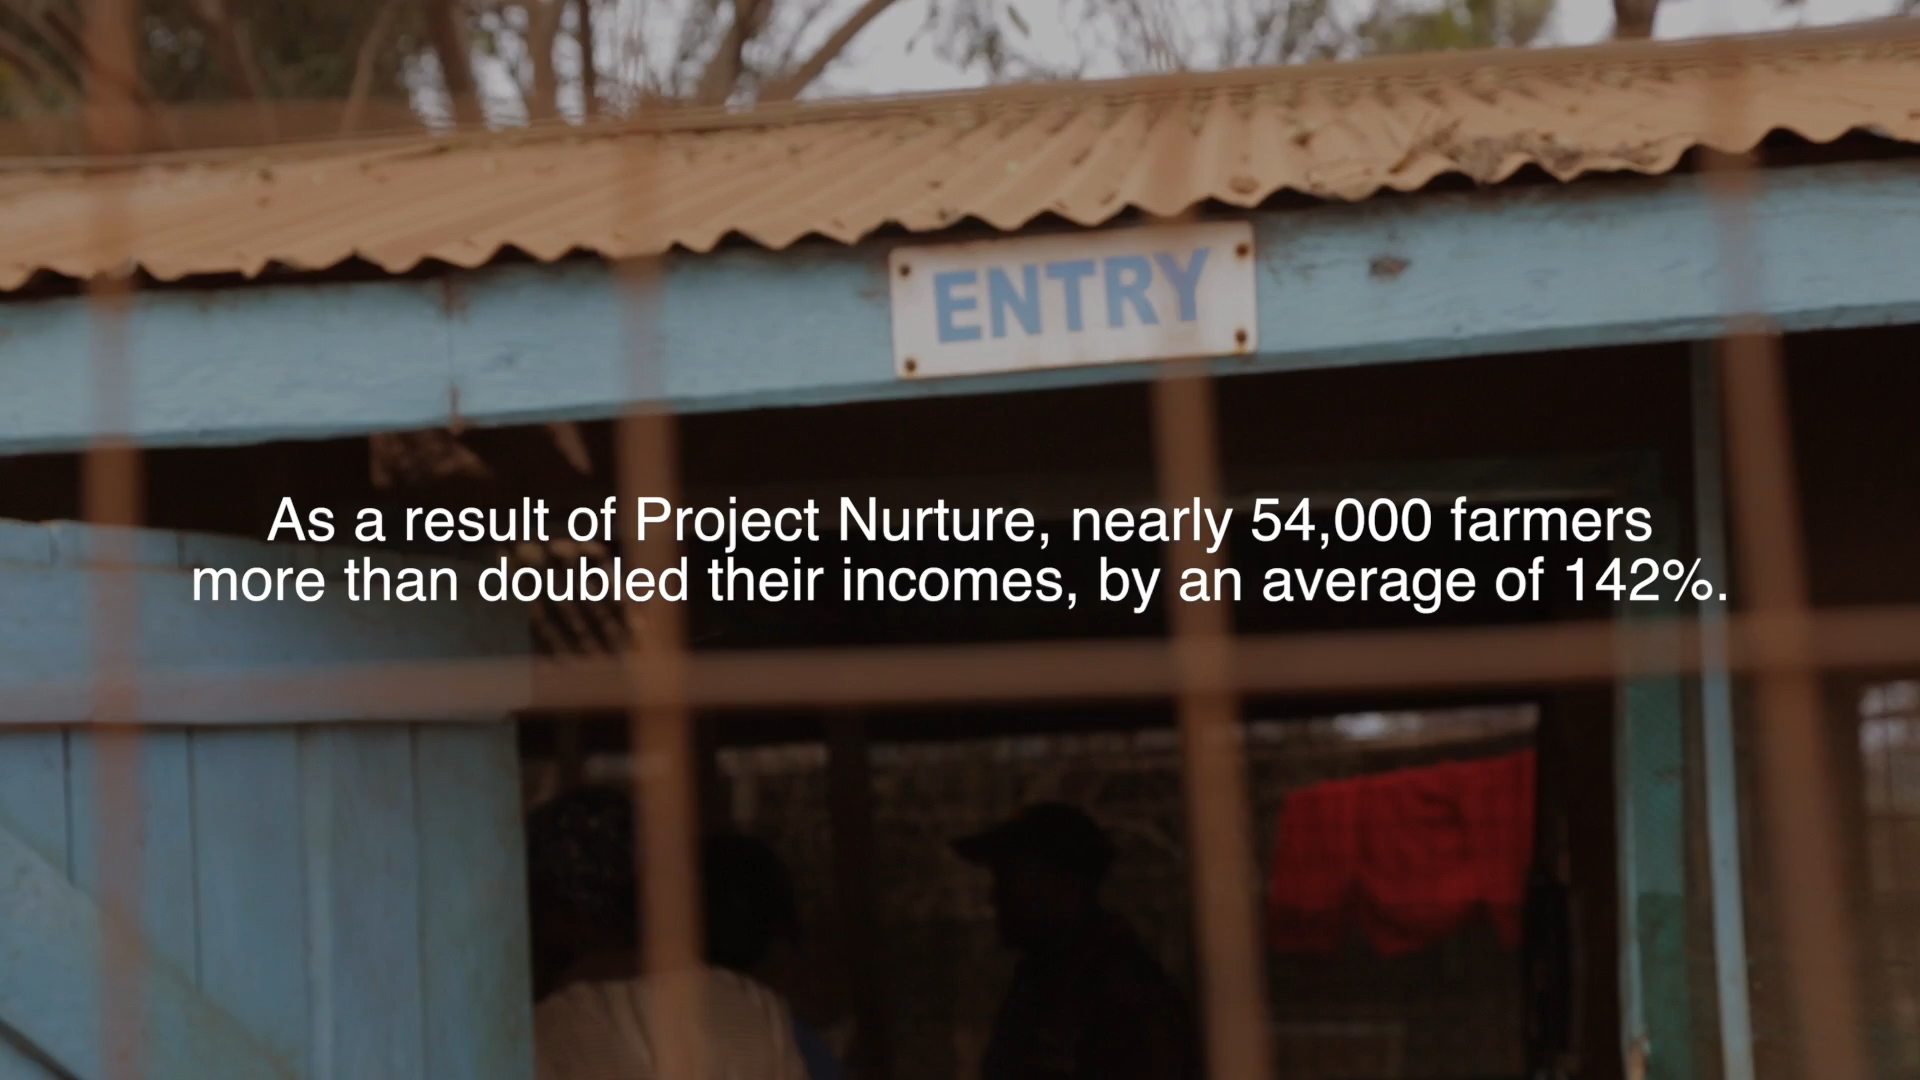 ENTRY
As a result of Project Nurture, nearly 54,000 farmers
more than doubled their incomes, by an average of 142%.